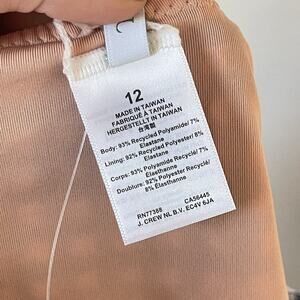 12
MADE IN TAIWAN
FABRIQUÉ À TAIWAN
HERGESTELLT IN TAIWAN
台灣製
Body: 93% Recycled Polyamide/ 7%
Elastane
Lining: 92% Recycled Polyester/ 8%
Elastane
Corps: 93% Polyamide Recyclé/ 7%
Élasthanne
Doublure: 92% Polyester Recyclé/
8% Élasthanne
RN77388 CA56445
J. CREW NL B.V. EC4V 6JA